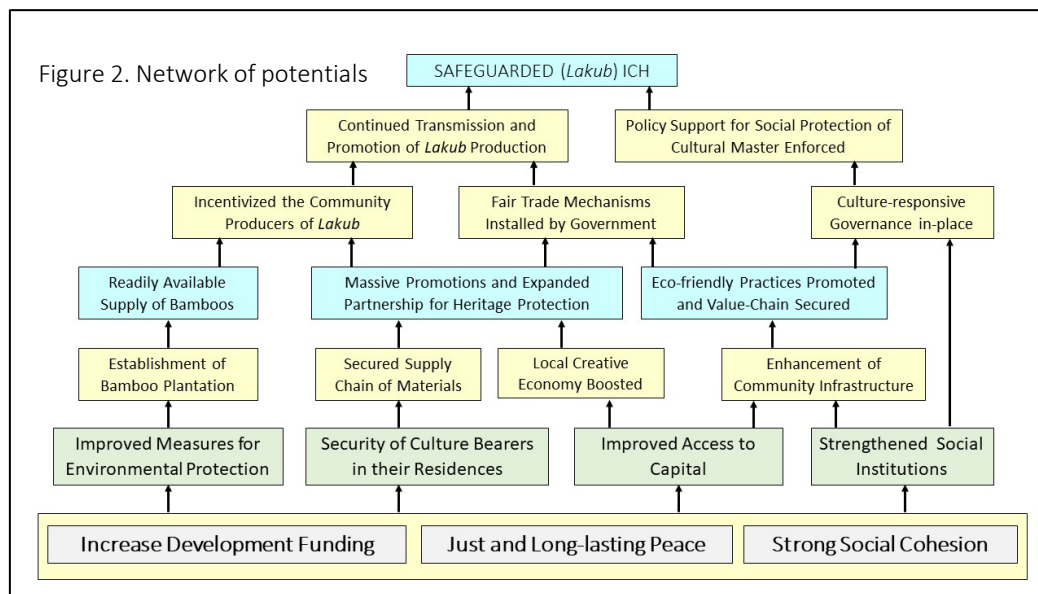 Figure 2. Network of potentials
SAFEGUARDED (Lakub) ICH
Continued Transmission and
Promotion of Lakub Production
Policy Support for Social Protection of
Cultural Master Enforced
Incentivized the Community
Producers of Lakub
Fair Trade Mechanisms
Installed by Government
Culture-responsive
Governance in-place
Readily Available
Supply of Bamboos
Massive Promotions and Expanded
Partnership for Heritage Protection
Eco-friendly Practices Promoted
and Value-Chain Secured
Establishment of
Bamboo Plantation
Secured Supply
Chain of Materials
Local Creative
Economy Boosted
Enhancement of
Community Infrastructure
Improved Measures for
Environmental Protection
Security of Culture Bearers
in their Residences
Improved Access to
Capital
Strengthened Social
Institutions
Increase Development Funding
Just and Long-lasting Peace
Strong Social Cohesion